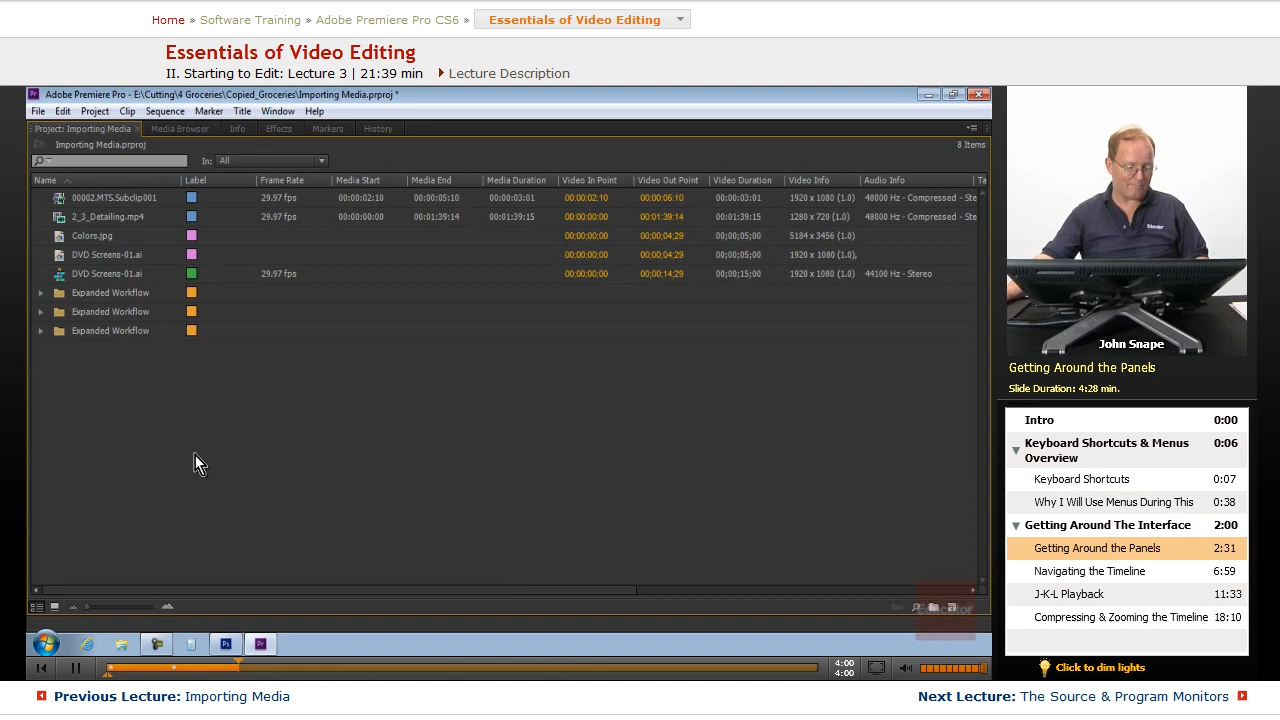 Home » Software Training » Adobe Premiere Pro CS6 » Essentials of Video Editing
Essentials of Video Editing
II. Starting to Edit: Lecture 3 | 21:39 min Lecture Description
Adobe Premiere Pro - E:\Cutting\4 Groceries\Copied_Groceries\Importing Media.prproj *
File Edit Project Clip Sequence Marker Title Window Help
Project: Importing Media Media Browser Info Effects Markers History
Importing Media.prproj 8 Items
In: All
Name Label Frame Rate Media Start Media End Media Duration Video In Point Video Out Point Video Duration Video Info Audio Info Ta
00002.MTS.Subclip001 29.97 fps 00:00:02:10 00:00:05:10 00:00:03:01 00:00:02:10 00:00:05:10 00:00:03:01 1920 x 1080 (1.0) 48000 Hz - Compressed - Ste
2_3_Detailing.mp4 29.97 fps 00:00:00:00 00:01:39:14 00:01:39:15 00:00:00:00 00:01:39:14 00:01:39:15 1280 x 720 (1.0) 48000 Hz - Compressed - Ste
Colors.jpg 00;00;00;00 00;00;04;29 00;00;05;00 5184 x 3456 (1.0)
DVD Screens-01.ai 00;00;00;00 00;00;04;29 00;00;05;00 1920 x 1080 (1.0),
DVD Screens-01.ai 29.97 fps 00;00;00;00 00;00;14;29 00;00;15;00 1920 x 1080 (1.0) 44100 Hz - Stereo
Expanded Workflow
Expanded Workflow
Expanded Workflow
Educator
John Snape
Getting Around the Panels
Slide Duration: 4:28 min.
Intro 0:00
Keyboard Shortcuts & Menus Overview 0:06
Keyboard Shortcuts 0:07
Why I Will Use Menus During This 0:38
Getting Around The Interface 2:00
Getting Around the Panels 2:31
Navigating the Timeline 6:59
J-K-L Playback 11:33
Compressing & Zooming the Timeline 18:10
4:00
4:00
Click to dim lights
Previous Lecture: Importing Media
Next Lecture: The Source & Program Monitors